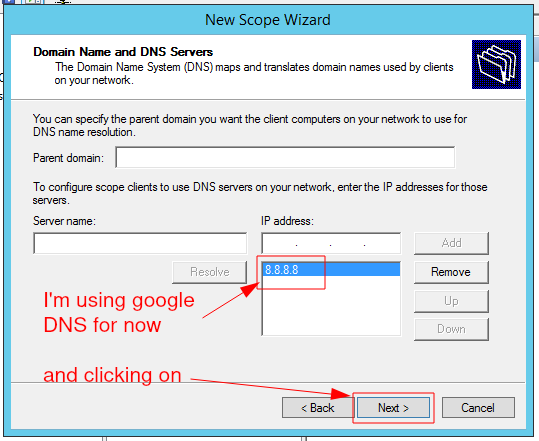 New Scope Wizard
Domain Name and DNS Servers
The Domain Name System (DNS) maps and translates domain names used by clients
on your network.
You can specify the parent domain you want the client computers on your network to use for
DNS name resolution.
Parent domain:
To configure scope clients to use DNS servers on your network, enter the IP addresses for those
servers.
Server name:
IP address:
. . .
Add
Resolve
8.8.8.8
Remove
Up
Down
I'm using google
DNS for now
and clicking on
< Back
Next >
Cancel